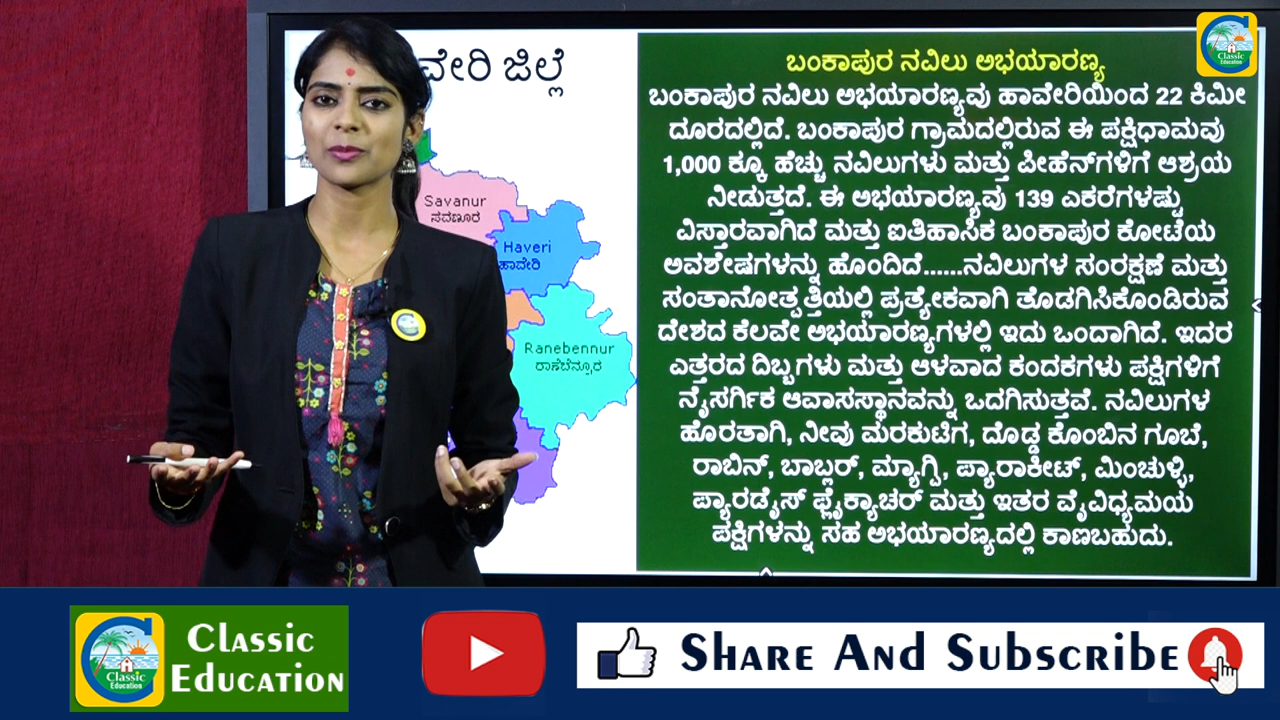 ವೇರಿ ಜಿಲ್ಲೆ
Savanur
ಸವಣೂರ
Haveri
ಹಾವೇರಿ
Ranebennur
ರಾಣೆಬೆನ್ನೂರ
ಬಂಕಾಪುರ ನವಿಲು ಅಭಯಾರಣ್ಯ
ಬಂಕಾಪುರ ನವಿಲು ಅಭಯಾರಣ್ಯವು ಹಾವೇರಿಯಿಂದ 22 ಕಿಮೀ
ದೂರದಲ್ಲಿದೆ. ಬಂಕಾಪುರ ಗ್ರಾಮದಲ್ಲಿರುವ ಈ ಪಕ್ಷಿಧಾಮವು
1,000 ಕ್ಕೂ ಹೆಚ್ಚು ನವಿಲುಗಳು ಮತ್ತು ಪೀಹೆನ್‌ಗಳಿಗೆ ಆಶ್ರಯ
ನೀಡುತ್ತದೆ. ಈ ಅಭಯಾರಣ್ಯವು 139 ಎಕರೆಗಳಷ್ಟು
ವಿಸ್ತಾರವಾಗಿದೆ ಮತ್ತು ಐತಿಹಾಸಿಕ ಬಂಕಾಪುರ ಕೋಟೆಯ
ಅವಶೇಷಗಳನ್ನು ಹೊಂದಿದೆ......ನವಿಲುಗಳ ಸಂರಕ್ಷಣೆ ಮತ್ತು
ಸಂತಾನೋತ್ಪತ್ತಿಯಲ್ಲಿ ಪ್ರತ್ಯೇಕವಾಗಿ ತೊಡಗಿಸಿಕೊಂಡಿರುವ
ದೇಶದ ಕೆಲವೇ ಅಭಯಾರಣ್ಯಗಳಲ್ಲಿ ಇದು ಒಂದಾಗಿದೆ. ಇದರ
ಎತ್ತರದ ದಿಬ್ಬಗಳು ಮತ್ತು ಆಳವಾದ ಕಂದಕಗಳು ಪಕ್ಷಿಗಳಿಗೆ
ನೈಸರ್ಗಿಕ ಆವಾಸಸ್ಥಾನವನ್ನು ಒದಗಿಸುತ್ತವೆ. ನವಿಲುಗಳ
ಹೊರತಾಗಿ, ನೀವು ಮರಕುಟಿಗ, ದೊಡ್ಡ ಕೊಂಬಿನ ಗೂಬೆ,
ರಾಬಿನ್, ಬಾಬ್ಲರ್, ಮ್ಯಾಗ್ಪಿ, ಪ್ಯಾರಾಕೀಟ್, ಮಿಂಚುಳ್ಳಿ,
ಪ್ಯಾರಡೈಸ್ ಫ್ಲೈಕ್ಯಾಚರ್ ಮತ್ತು ಇತರ ವೈವಿಧ್ಯಮಯ
ಪಕ್ಷಿಗಳನ್ನು ಸಹ ಅಭಯಾರಣ್ಯದಲ್ಲಿ ಕಾಣಬಹುದು.
Classic
Education
Classic
Education
Classic
Education
Share And Subscribe